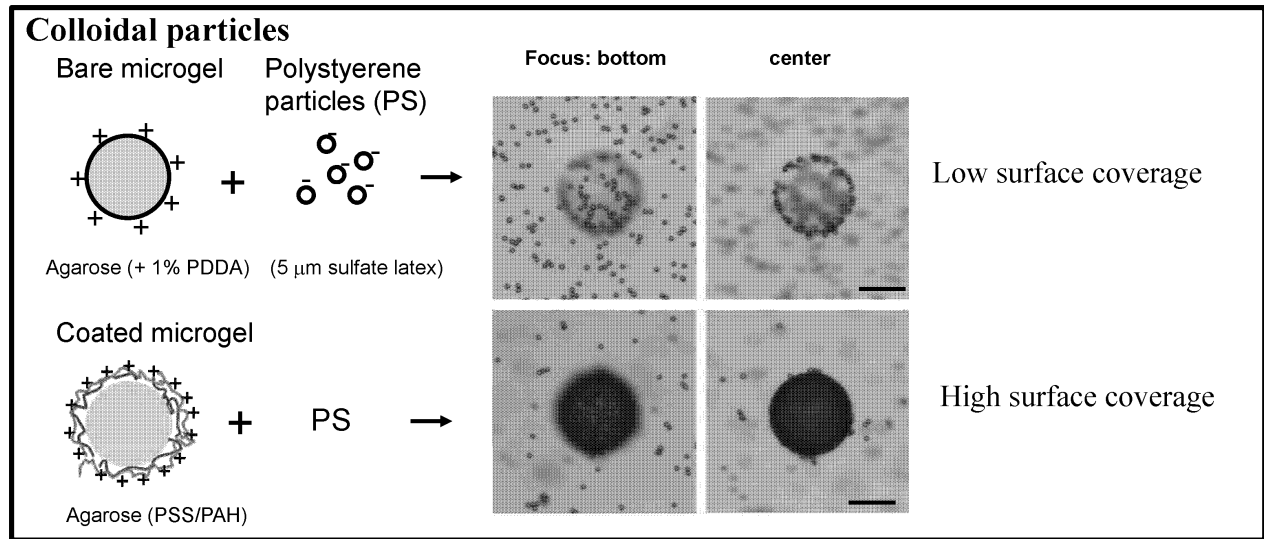 Colloidal particles
Bare microgel
Polystyerene
particles (PS)
Focus: bottom
center
+ + + + + + +
+
- - - - -
Low surface coverage
Agarose (+ 1% PDDA)
(5 μm sulfate latex)
Coated microgel
+ + + + + + + + + + + + + + + +
+
PS
High surface coverage
Agarose (PSS/PAH)